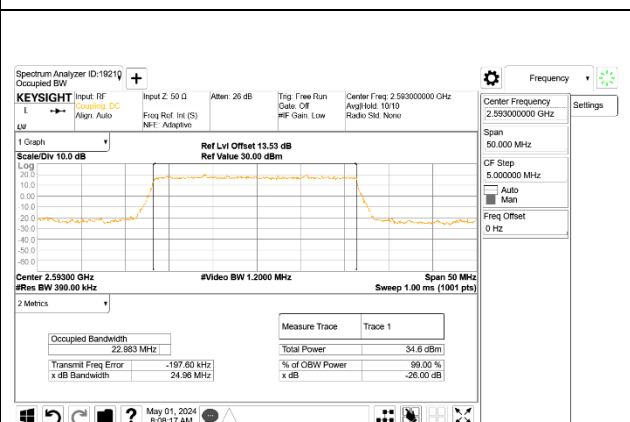 Spectrum Analyzer ID:19210
Occupied BW
+
Frequency
KEYSIGHT
L
Input: RF
Coupling: DC
Align: Auto
Input Z: 50 Ω
Freq Ref: Int (S)
NFE: Adaptive
Atten: 26 dB
Trig: Free Run
Gate: Off
#IF Gain: Low
Center Freq: 2.593000000 GHz
Avg|Hold: 10/10
Radio Std: None
Center Frequency
2.593000000 GHz
Settings
Span
50.000 MHz
CF Step
5.000000 MHz
Auto
Man
Freq Offset
0 Hz
1 Graph
Scale/Div 10.0 dB
Ref Lvl Offset 13.53 dB
Ref Value 30.00 dBm
Log
20.0
10.0
0.00
-10.0
-20.0
-30.0
-40.0
-50.0
-60.0
Center 2.59300 GHz
#Video BW 1.2000 MHz
Span 50 MHz
#Res BW 390.00 kHz
Sweep 1.00 ms (1001 pts)
2 Metrics
Measure Trace Trace 1
Occupied Bandwidth
22.983 MHz
Total Power 34.6 dBm
Transmit Freq Error -197.60 kHz
% of OBW Power 99.00 %
x dB Bandwidth 24.96 MHz
x dB -26.00 dB
?
May 01, 2024
8:08:17 AM